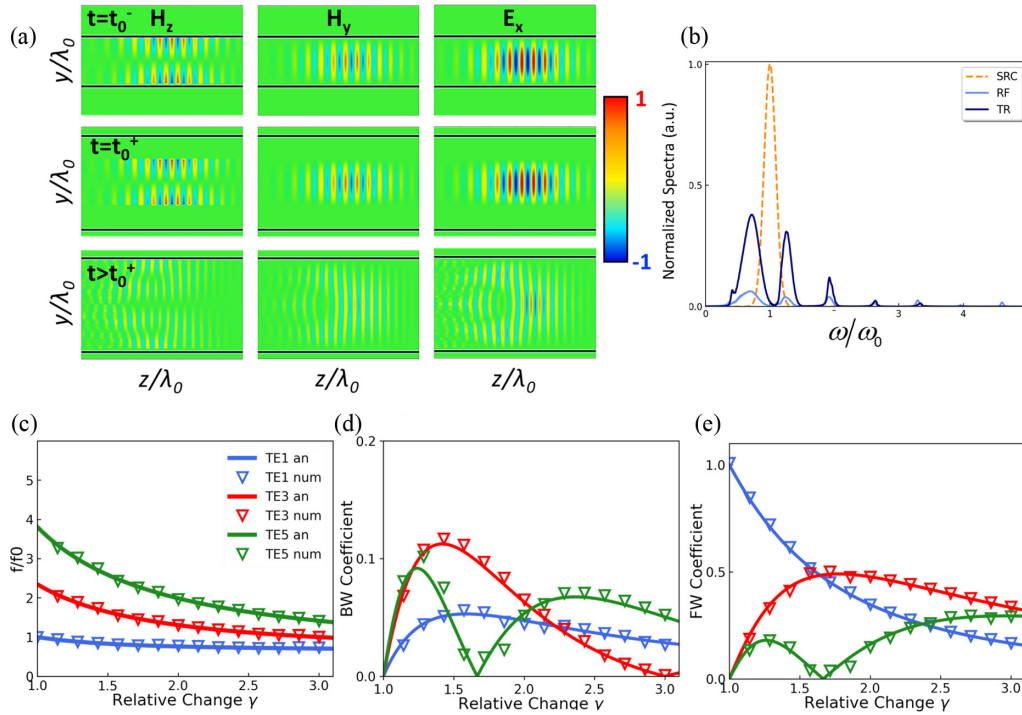 (a)
t=t₀⁻ H_z
H_y
E_x
y/λ₀
t=t₀⁺
y/λ₀
t>t₀⁺
y/λ₀
z/λ₀
z/λ₀
z/λ₀
1
-1
(b)
Normalized Spectra (a.u.)
1.0
0.5
0.0
0 1 2 3 4
ω/ω₀
SRC
RF
TR
(c)
f/f0
5
4
3
2
1
0
1.0 1.5 2.0 2.5 3.0
Relative Change γ
TE1 an
TE1 num
TE3 an
TE3 num
TE5 an
TE5 num
(d)
BW Coefficient
0.2
0.1
0.0
1.0 1.5 2.0 2.5 3.0
Relative Change γ
(e)
FW Coefficient
1.0
0.5
0.0
1.0 1.5 2.0 2.5 3.0
Relative Change γ